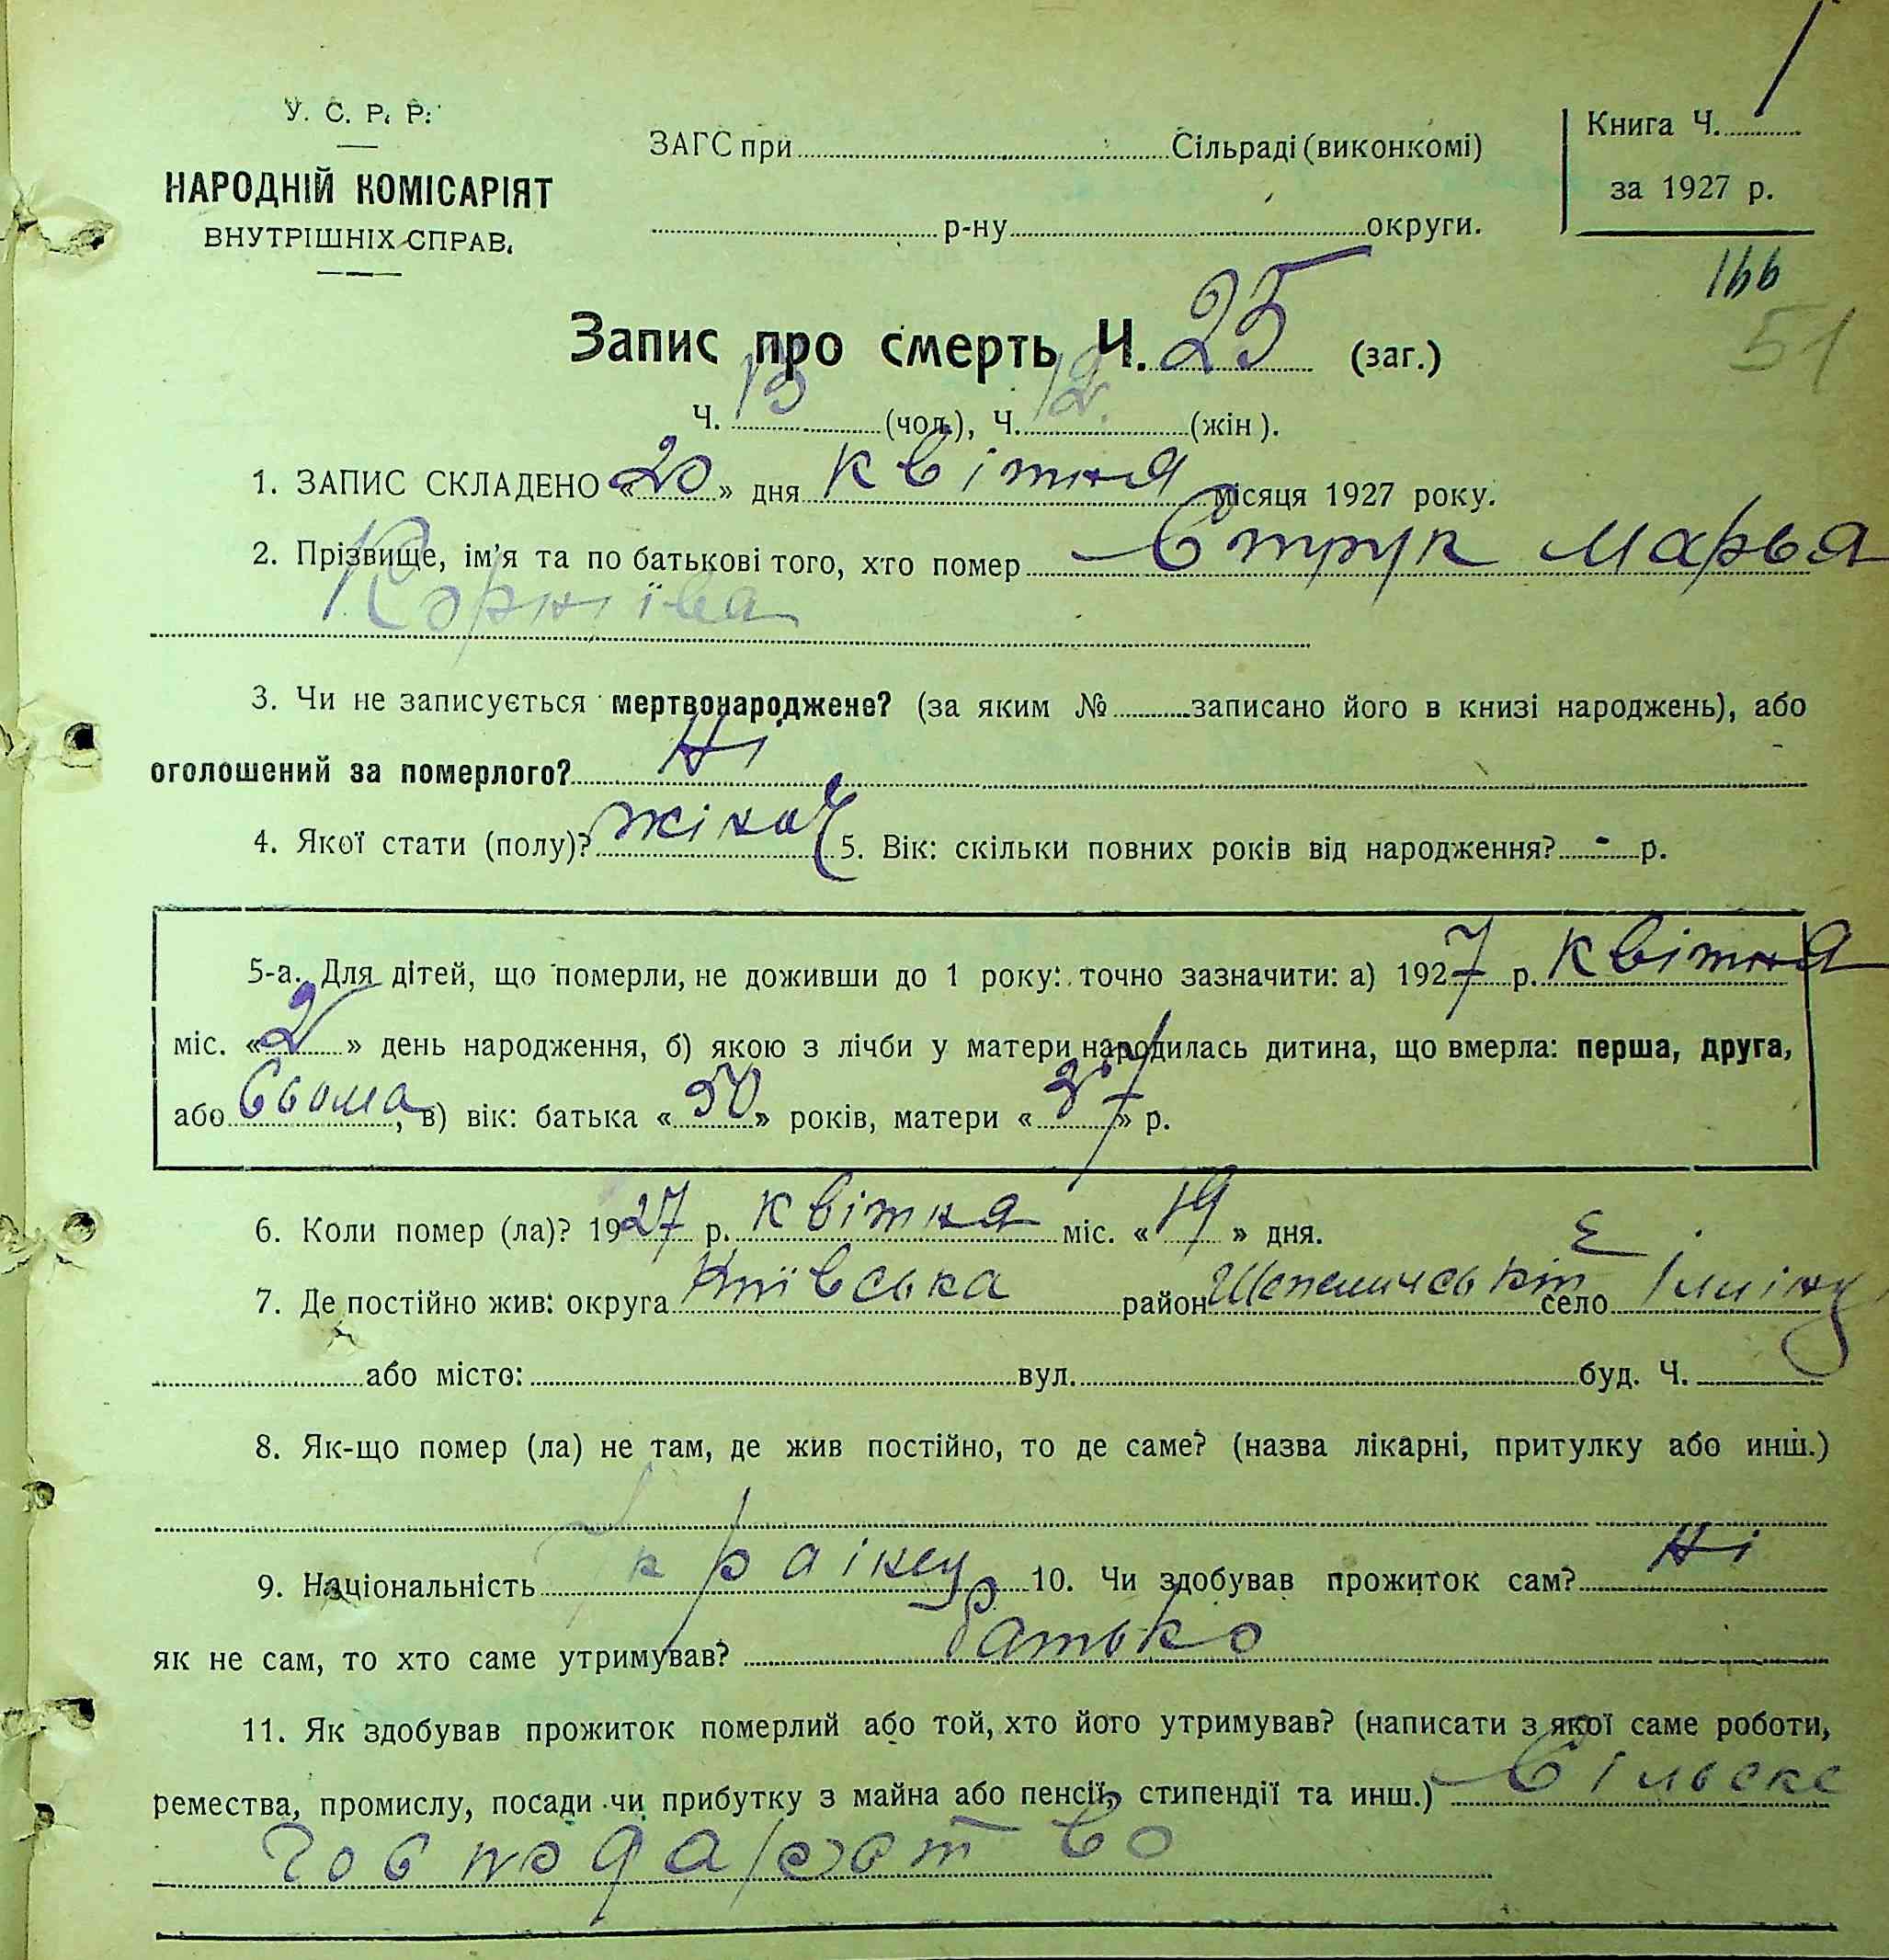 У. С. Р. Р.
НАРОДНІЙ КОМІСАРІЯТ
ВНУТРІШНІХ СПРАВ.
ЗАГС при Сільраді (виконкомі)
р-ну округи.
Книга Ч. 1
за 1927 р.
166
51
Запис про смерть Ч. 25 (заг.)
Ч. 13 (чол.), Ч. 12 (жін).
1. ЗАПИС СКЛАДЕНО «20» дня квітня місяця 1927 року.
2. Прізвище, ім'я та по батькові того, хто помер Струк Марья
Корніїва
3. Чи не записується мертвонароджене? (за яким № записано його в книзі народжень), або
оголошений за померлого? Ні
4. Якої стати (полу)? жіноч 5. Вік: скільки повних років від народження? - р.
5-а. Для дітей, що померли, не доживши до 1 року: точно зазначити: а) 1927 р. квітня
міс. «2» день народження, б) якою з лічби у матери народилась дитина, що вмерла: перша, друга,
або Сьома, в) вік: батька «50» років, матери «37» р.
6. Коли помер (ла)? 1927 р. квітня міс. «19» дня.
7. Де постійно жив: округа Київська район село
або місто: вул. буд. Ч.
8. Як-що помер (ла) не там, де жив постійно, то де саме? (назва лікарні, притулку або инш.)
9. Національність Украінец 10. Чи здобував прожиток сам? Ні
як не сам, то хто саме утримував? батько
11. Як здобував прожиток померлий або той, хто його утримував? (написати з якої саме роботи,
ремества, промислу, посади чи прибутку з майна або пенсії, стипендії та инш.) Сільске